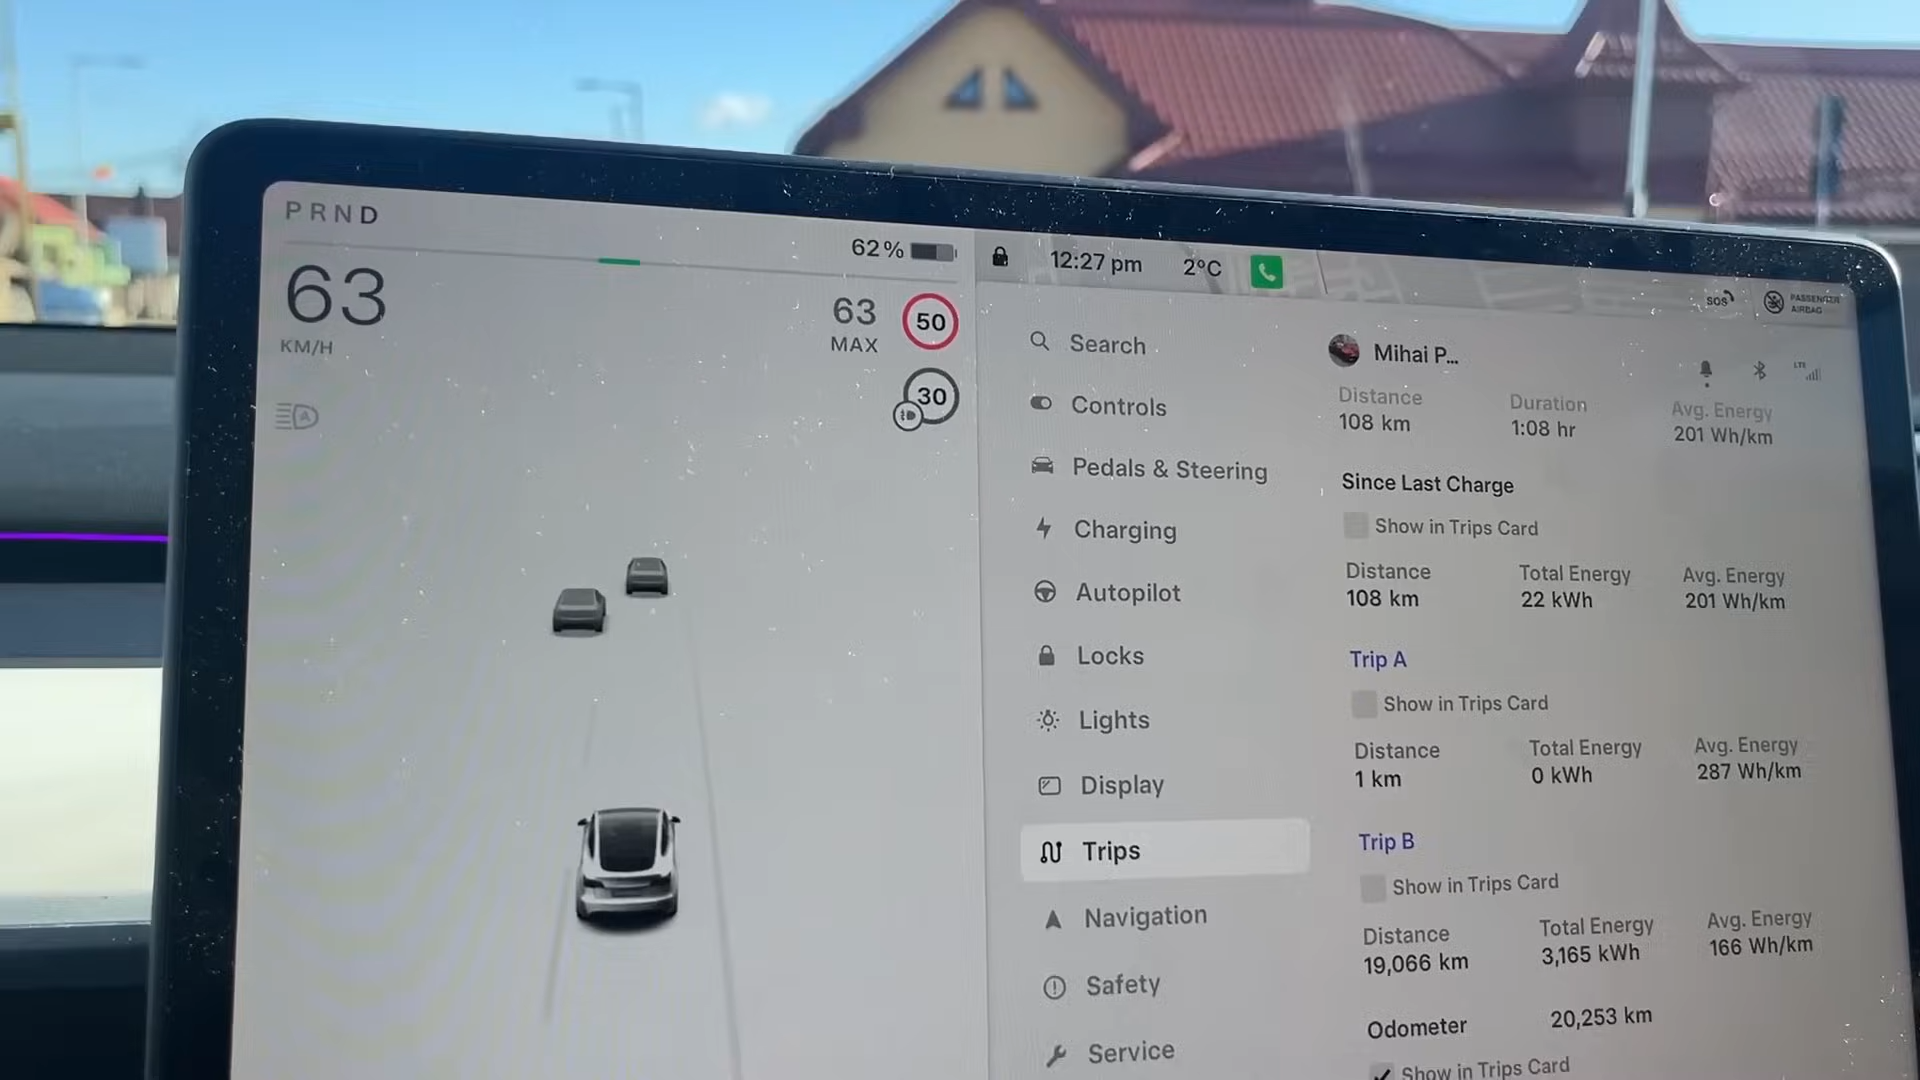 PRND
62%
63
KM/H
63
MAX
50
30
12:27 pm
2°C
SOS
PASSENGER
AIRBAG
Search
Controls
Pedals & Steering
Charging
Autopilot
Locks
Lights
Display
Trips
Navigation
Safety
Service
Mihai P...
LTE
Distance Duration Avg. Energy
108 km 1:08 hr 201 Wh/km
Since Last Charge
Show in Trips Card
Distance Total Energy Avg. Energy
108 km 22 kWh 201 Wh/km
Trip A
Show in Trips Card
Distance Total Energy Avg. Energy
1 km 0 kWh 287 Wh/km
Trip B
Show in Trips Card
Distance Total Energy Avg. Energy
19,066 km 3,165 kWh 166 Wh/km
Odometer 20,253 km
Show in Trips Card